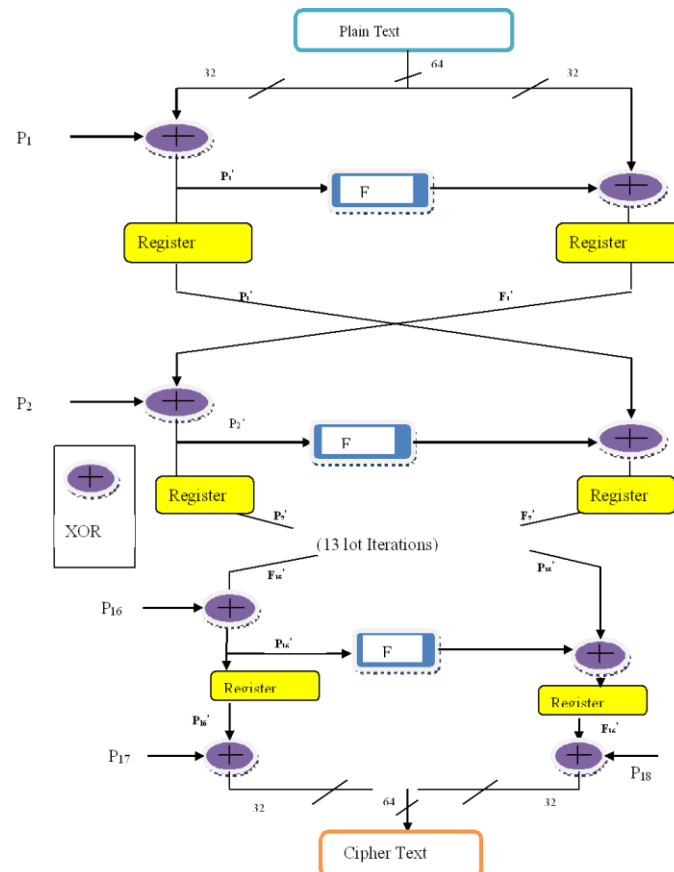 Plain Text
32
64
32
P₁
P₁'
F
Register
Register
P₁'
F₁'
P₂
P₂'
F
Register
Register
XOR
P₂'
F₂'
(13 lot Iterations)
P₁₆
P₁₆'
F
Register
Register
P₁₆'
F₁₆'
P₁₇
P₁₈
32
64
32
Cipher Text